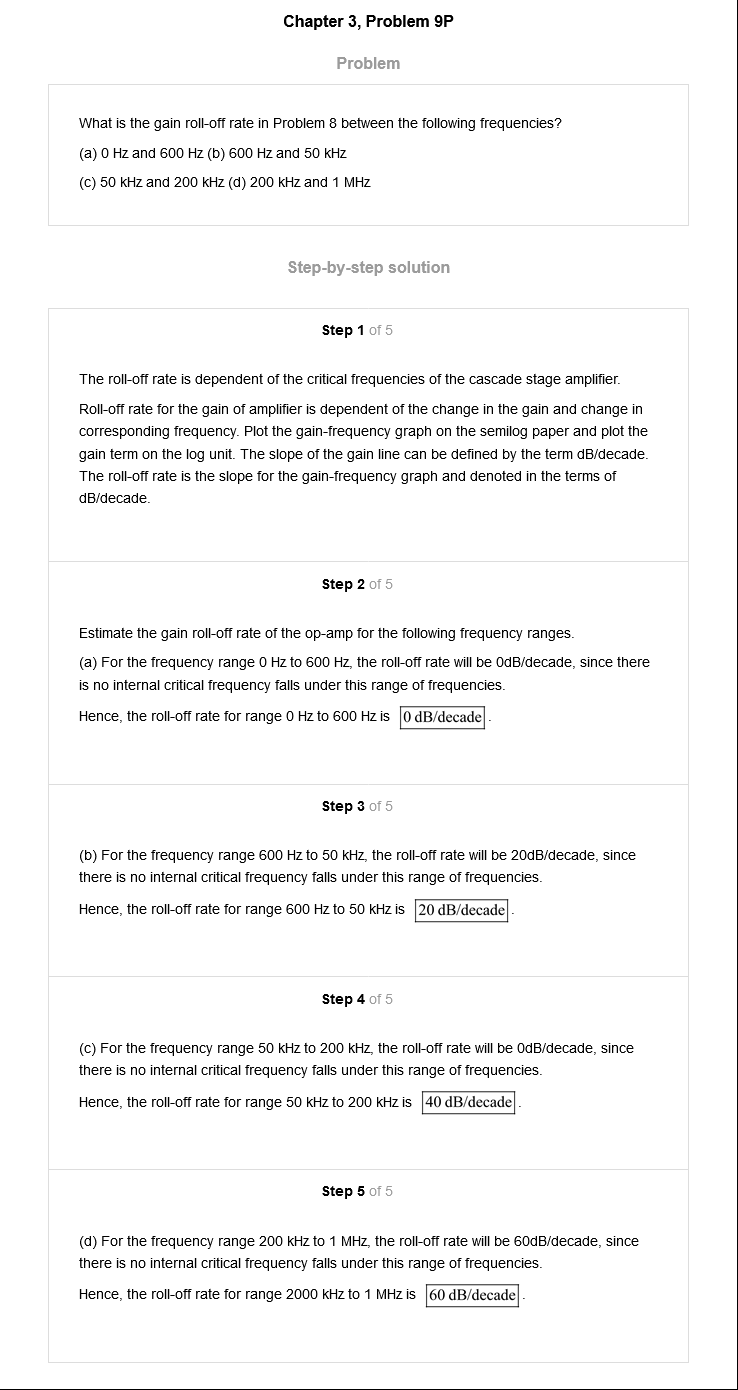 Chapter 3, Problem 9P
Problem
What is the gain roll-off rate in Problem 8 between the following frequencies?
(a) 0 Hz and 600 Hz (b) 600 Hz and 50 kHz
(c) 50 kHz and 200 kHz (d) 200 kHz and 1 MHz
Step-by-step solution
Step 1 of 5
The roll-off rate is dependent of the critical frequencies of the cascade stage amplifier.
Roll-off rate for the gain of amplifier is dependent of the change in the gain and change in
corresponding frequency. Plot the gain-frequency graph on the semilog paper and plot the
gain term on the log unit. The slope of the gain line can be defined by the term dB/decade.
The roll-off rate is the slope for the gain-frequency graph and denoted in the terms of
dB/decade.
Step 2 of 5
Estimate the gain roll-off rate of the op-amp for the following frequency ranges.
(a) For the frequency range 0 Hz to 600 Hz, the roll-off rate will be 0dB/decade, since there
is no internal critical frequency falls under this range of frequencies.
Hence, the roll-off rate for range 0 Hz to 600 Hz is 0 dB/decade.
Step 3 of 5
(b) For the frequency range 600 Hz to 50 kHz, the roll-off rate will be 20dB/decade, since
there is no internal critical frequency falls under this range of frequencies.
Hence, the roll-off rate for range 600 Hz to 50 kHz is 20 dB/decade.
Step 4 of 5
(c) For the frequency range 50 kHz to 200 kHz, the roll-off rate will be 0dB/decade, since
there is no internal critical frequency falls under this range of frequencies.
Hence, the roll-off rate for range 50 kHz to 200 kHz is 40 dB/decade.
Step 5 of 5
(d) For the frequency range 200 kHz to 1 MHz, the roll-off rate will be 60dB/decade, since
there is no internal critical frequency falls under this range of frequencies.
Hence, the roll-off rate for range 2000 kHz to 1 MHz is 60 dB/decade.